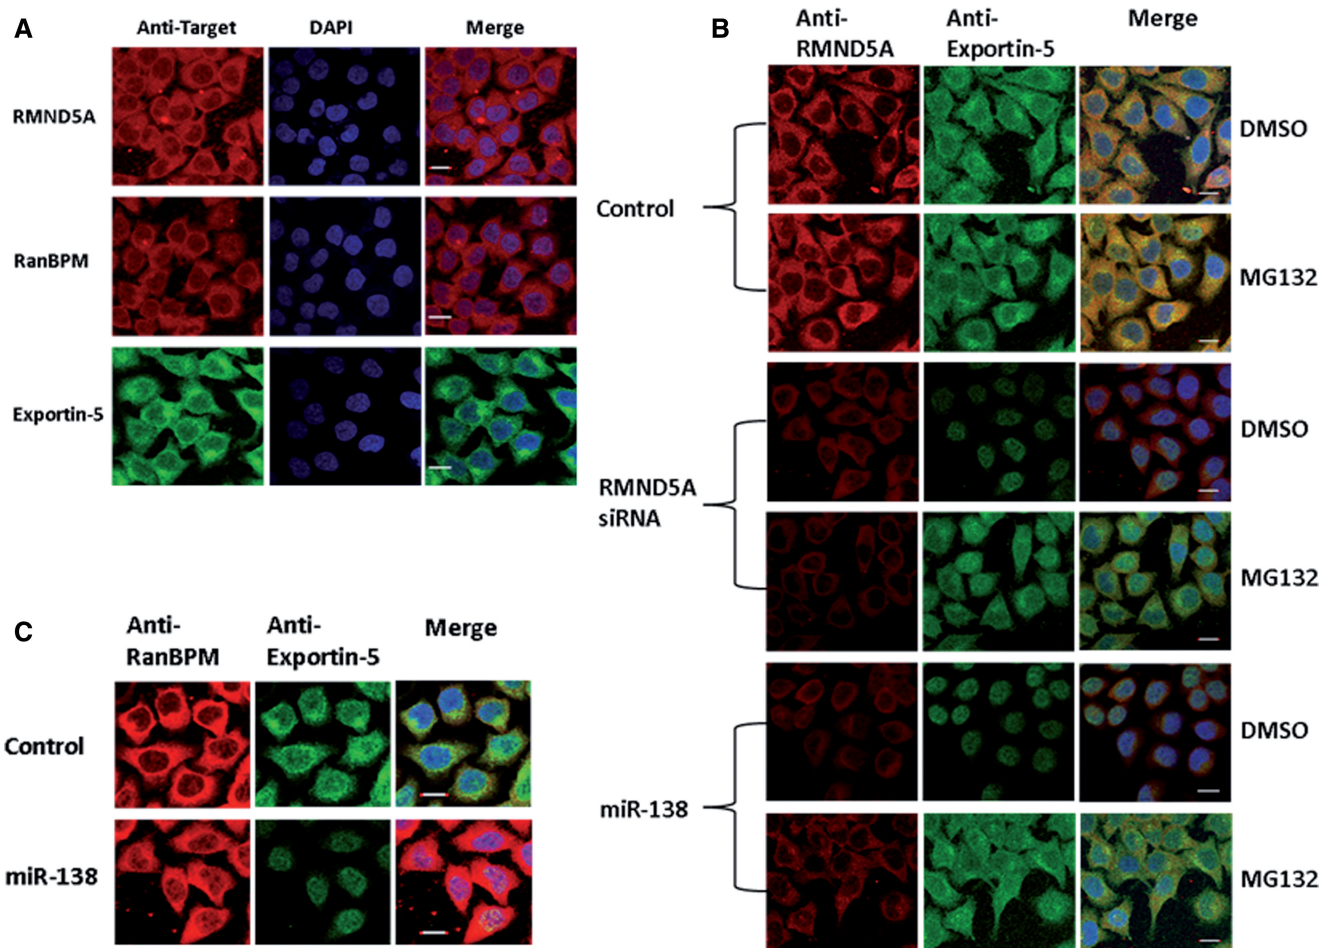 A
Anti-Target
DAPI
Merge
RMND5A
RanBPM
Exportin-5
B
Anti-
RMND5A
Anti-
Exportin-5
Merge
Control
DMSO
MG132
RMND5A
siRNA
DMSO
MG132
miR-138
DMSO
MG132
C
Anti-
RanBPM
Anti-
Exportin-5
Merge
Control
miR-138